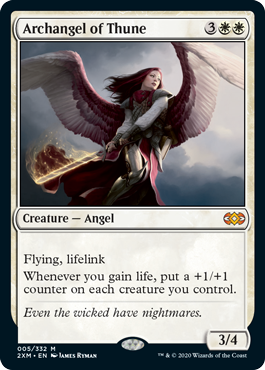 Archangel of Thune 3
Creature — Angel
Flying, lifelink
Whenever you gain life, put a +1/+1
counter on each creature you control.
Even the wicked have nightmares.
3/4
005/332 M
2XM • EN JAMES RYMAN
™ & © 2020 Wizards of the Coast